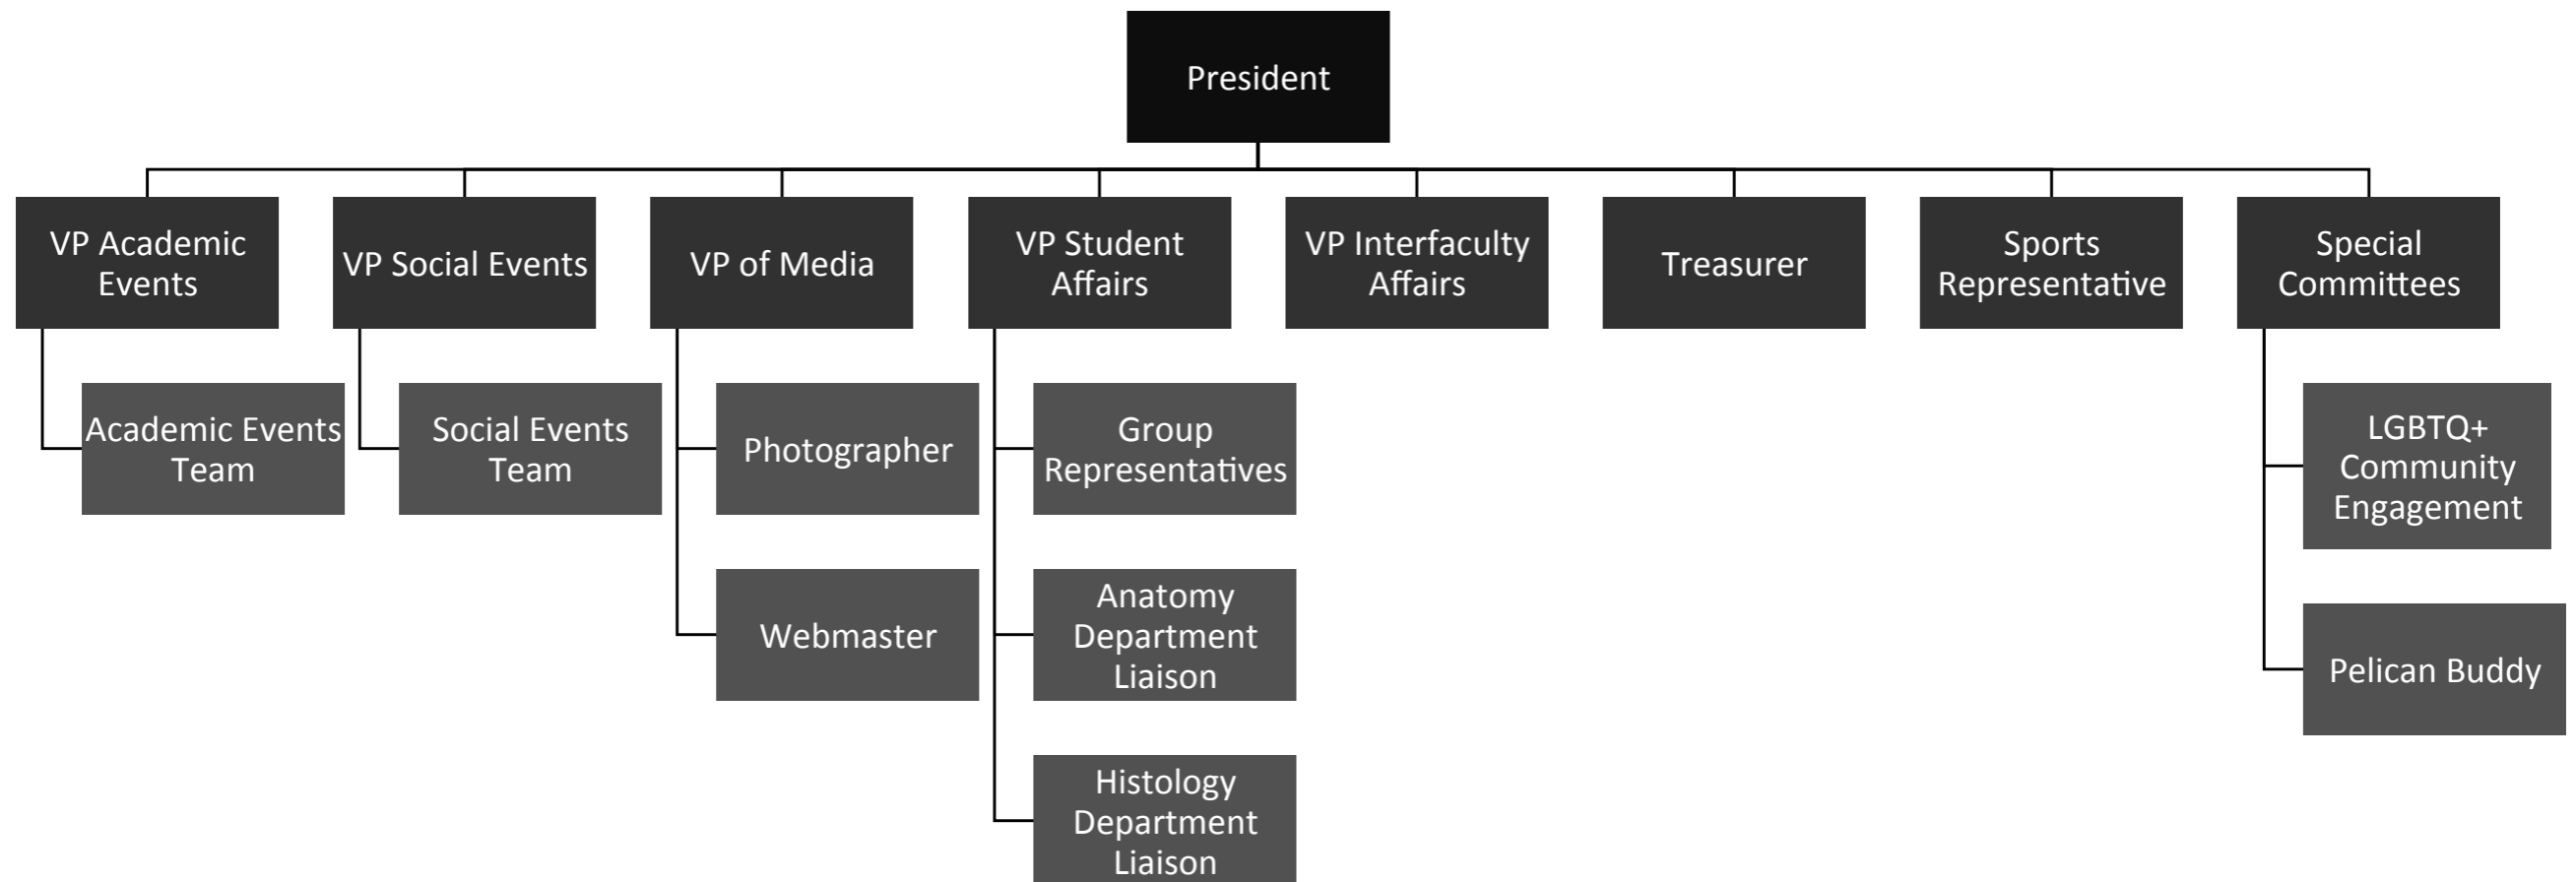 President
VP Academic
Events
VP Social Events
VP of Media
VP Student
Affairs
VP Interfaculty
Affairs
Treasurer
Sports
Representative
Special
Committees
Academic Events
Team
Social Events
Team
Photographer
Webmaster
Group
Representatives
Anatomy
Department
Liaison
Histology
Department
Liaison
LGBTQ+
Community
Engagement
Pelican Buddy